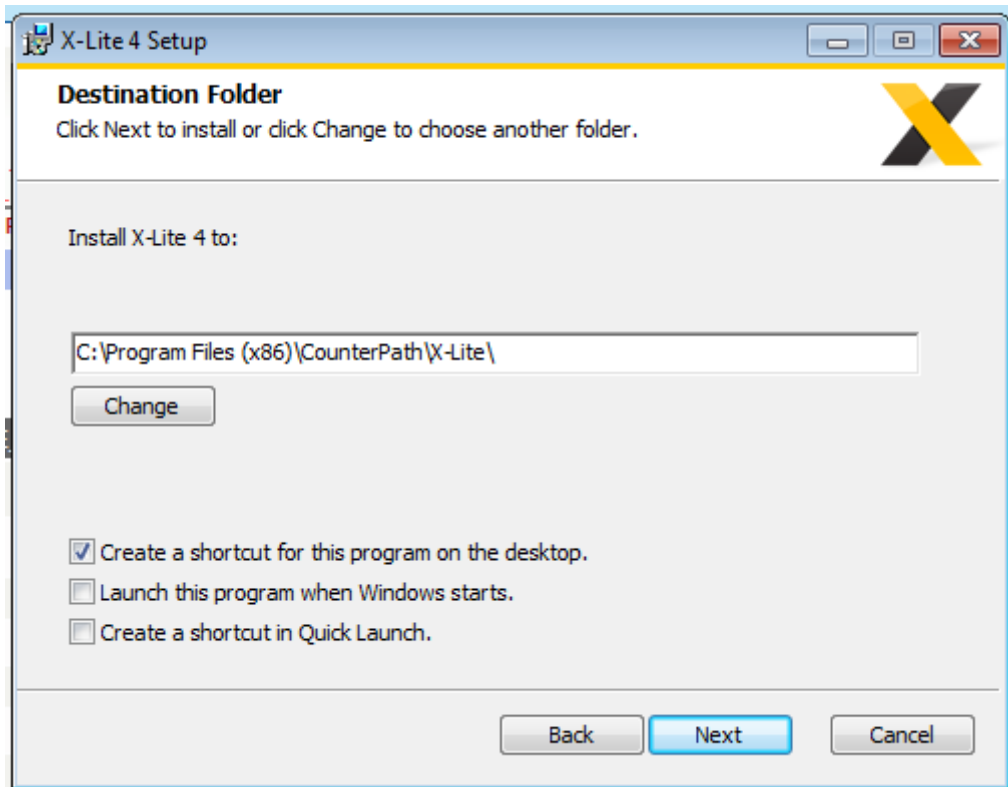 X-Lite 4 Setup
Destination Folder
Click Next to install or click Change to choose another folder.
Install X-Lite 4 to:
C:\Program Files (x86)\CounterPath\X-Lite\
Change
Create a shortcut for this program on the desktop.
Launch this program when Windows starts.
Create a shortcut in Quick Launch.
Back Next Cancel